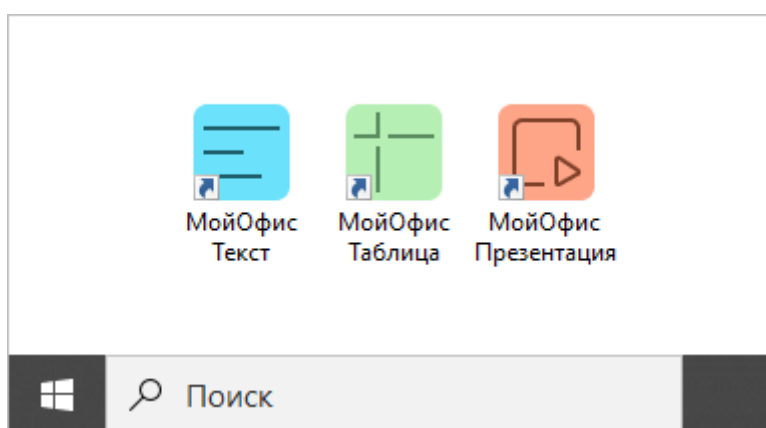 МойОфис Текст
МойОфис Таблица
МойОфис Презентация
Поиск